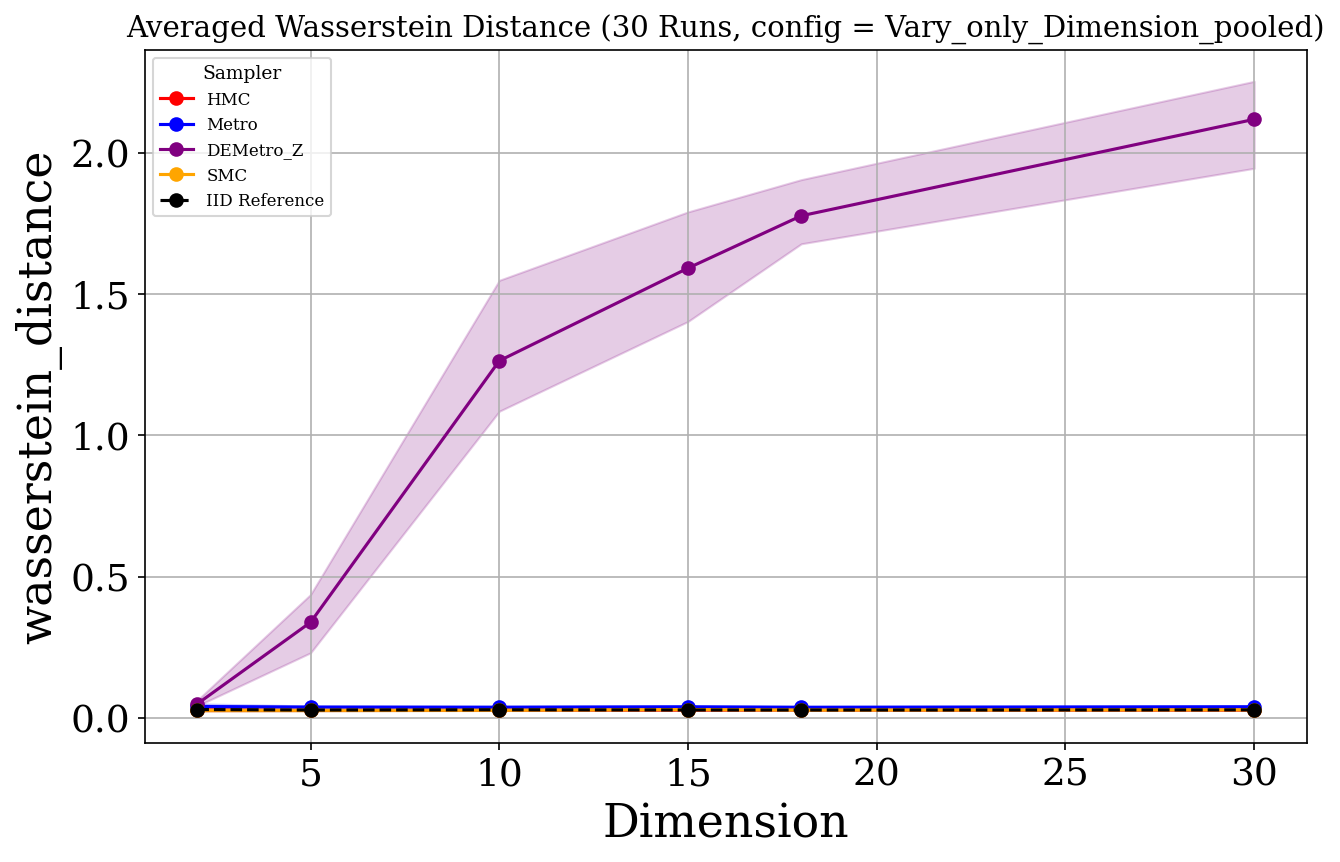 Averaged Wasserstein Distance (30 Runs, config = Vary_only_Dimension_pooled)
Sampler
HMC
Metro
DEMetro_Z
SMC
IID Reference
wasserstein_distance
2.0
1.5
1.0
0.5
0.0
5 10 15 20 25 30
Dimension